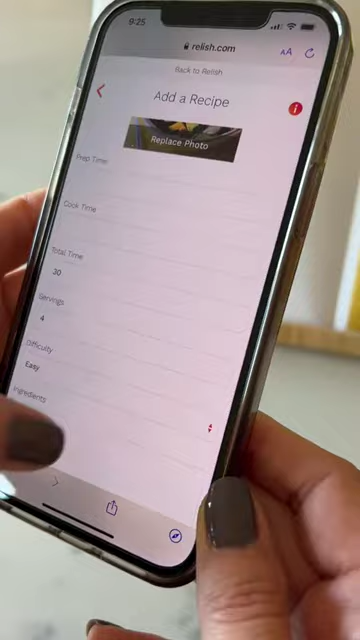 9:25
relish.com
AA
Back to Relish
Add a Recipe
i
Replace Photo
Prep Time
Cook Time
Total Time
30
Servings
4
Difficulty
Easy
Ingredients